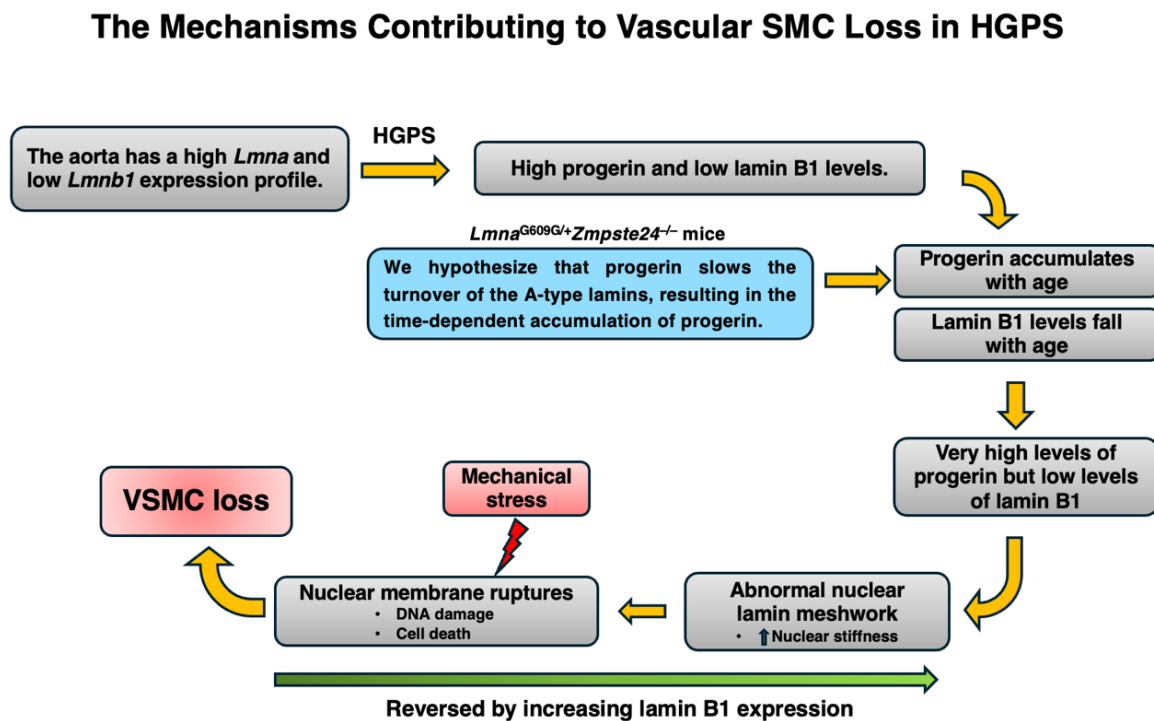 The Mechanisms Contributing to Vascular SMC Loss in HGPS
The aorta has a high Lmna and
low Lmnb1 expression profile.
HGPS
High progerin and low lamin B1 levels.
LmnaG609G/+Zmpste24–/– mice
We hypothesize that progerin slows the
turnover of the A-type lamins, resulting in the
time-dependent accumulation of progerin.
Progerin accumulates
with age
Lamin B1 levels fall
with age
Very high levels of
progerin but low levels
of lamin B1
Abnormal nuclear
lamin meshwork
• ⬆Nuclear stiffness
Mechanical
stress
Nuclear membrane ruptures
• DNA damage
• Cell death
VSMC loss
Reversed by increasing lamin B1 expression